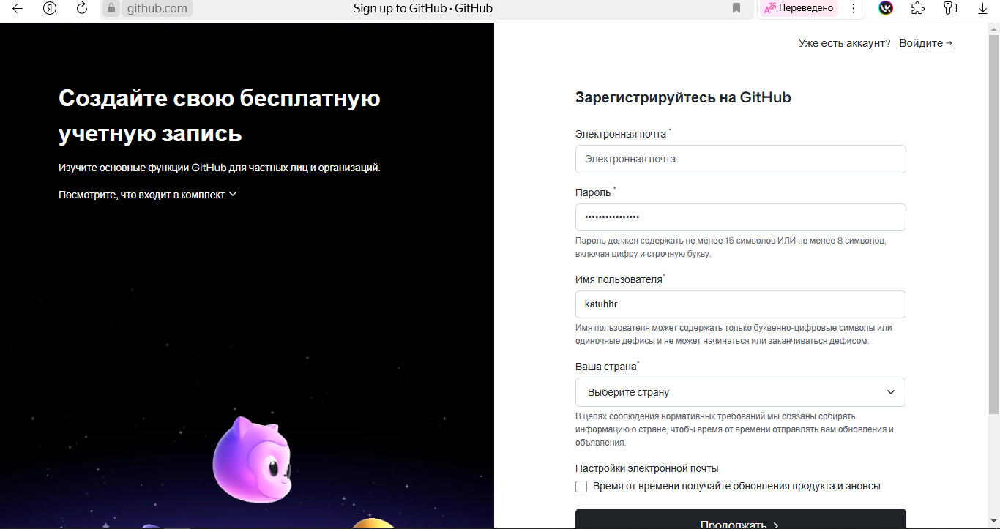 github.com
Sign up to GitHub · GitHub
Переведено
Уже есть аккаунт? Войдите →
Создайте свою бесплатную
учетную запись
Изучите основные функции GitHub для частных лиц и организаций.
Посмотрите, что входит в комплект
Зарегистрируйтесь на GitHub
Электронная почта *
Электронная почта
Пароль *
••••••••••••••••
Пароль должен содержать не менее 15 символов ИЛИ не менее 8 символов,
включая цифру и строчную букву.
Имя пользователя*
katuhhr
Имя пользователя может содержать только буквенно-цифровые символы или
одиночные дефисы и не может начинаться или заканчиваться дефисом.
Ваша страна*
Выберите страну
В целях соблюдения нормативных требований мы обязаны собирать
информацию о стране, чтобы время от времени отправлять вам обновления и
объявления.
Настройки электронной почты
Время от времени получайте обновления продукта и анонсы
Продолжать >